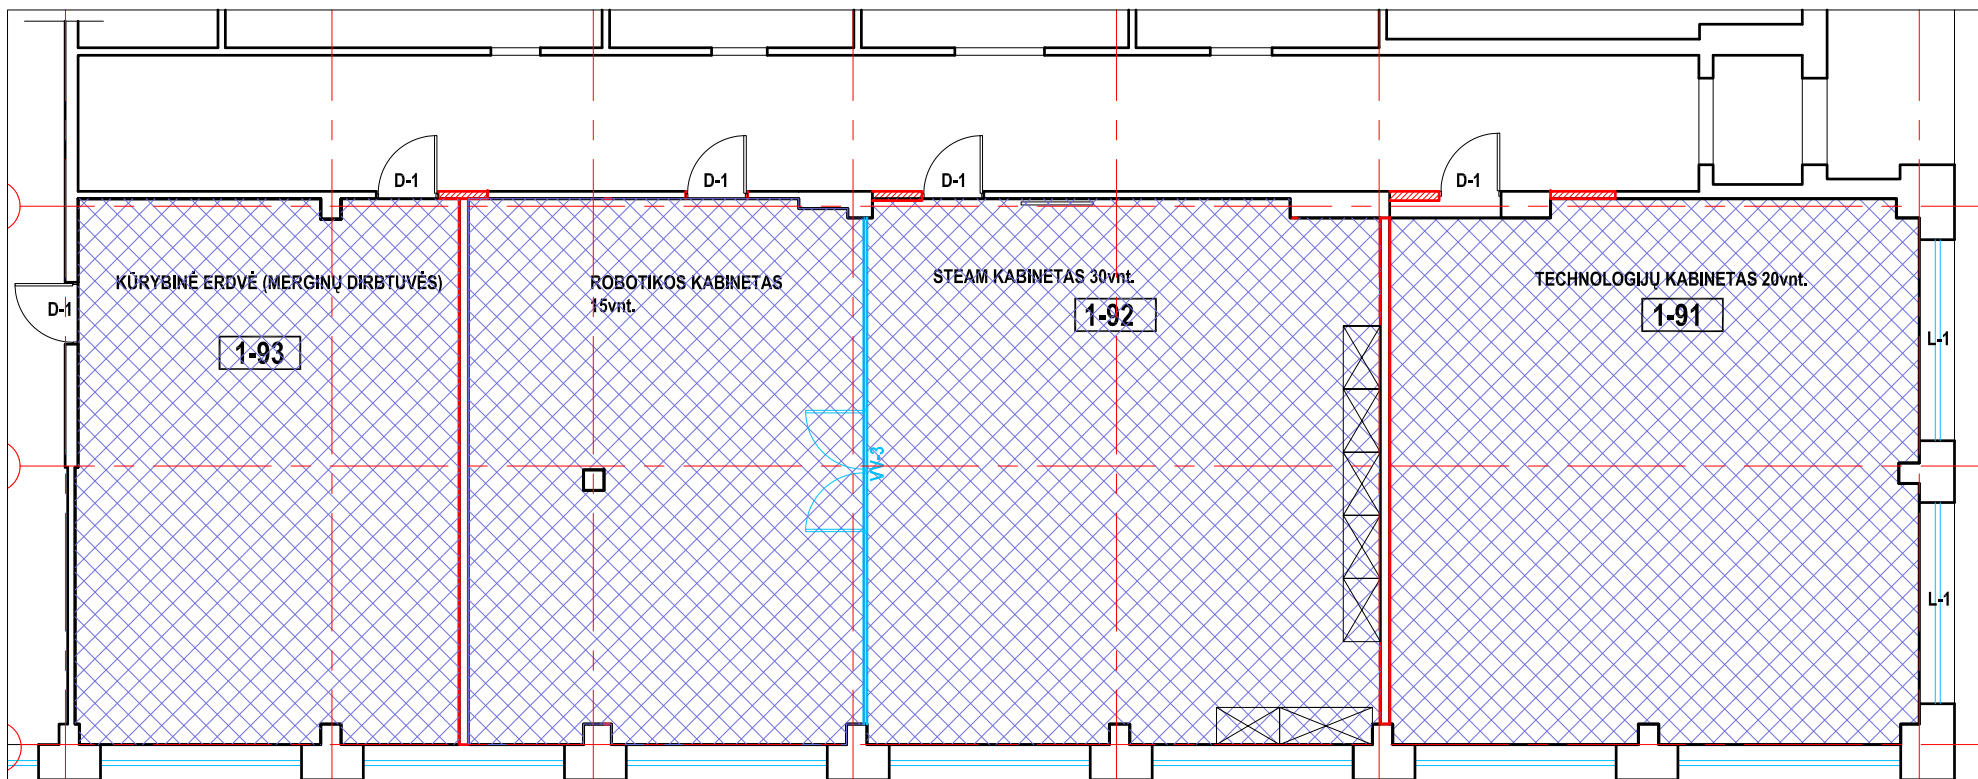 D-1
D-1
D-1
D-1
KŪRYBINĖ ERDVĖ (MERGINŲ DIRBTUVĖS)
1-93
D-1
ROBOTIKOS KABINETAS
15vnt.
STEAM KABINETAS 30vnt.
1-92
TECHNOLOGIJŲ KABINETAS 20vnt.
1-91
L-1
VV-3
L-1